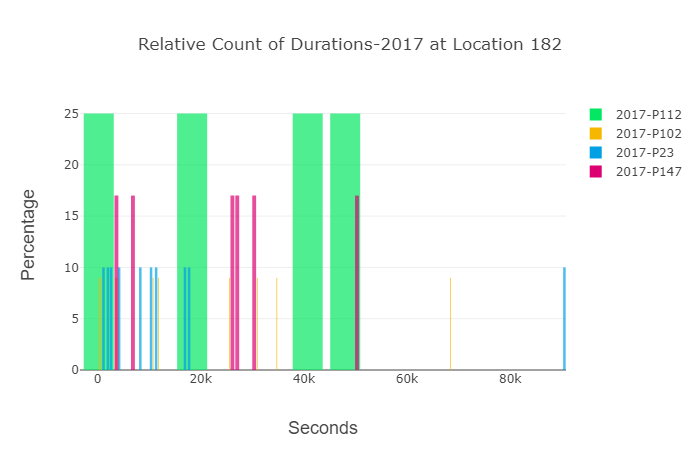 Relative Count of Durations-2017 at Location 182
25
20
15
10
5
0
Percentage
0
20k
40k
60k
80k
Seconds
2017-P112
2017-P102
2017-P23
2017-P147